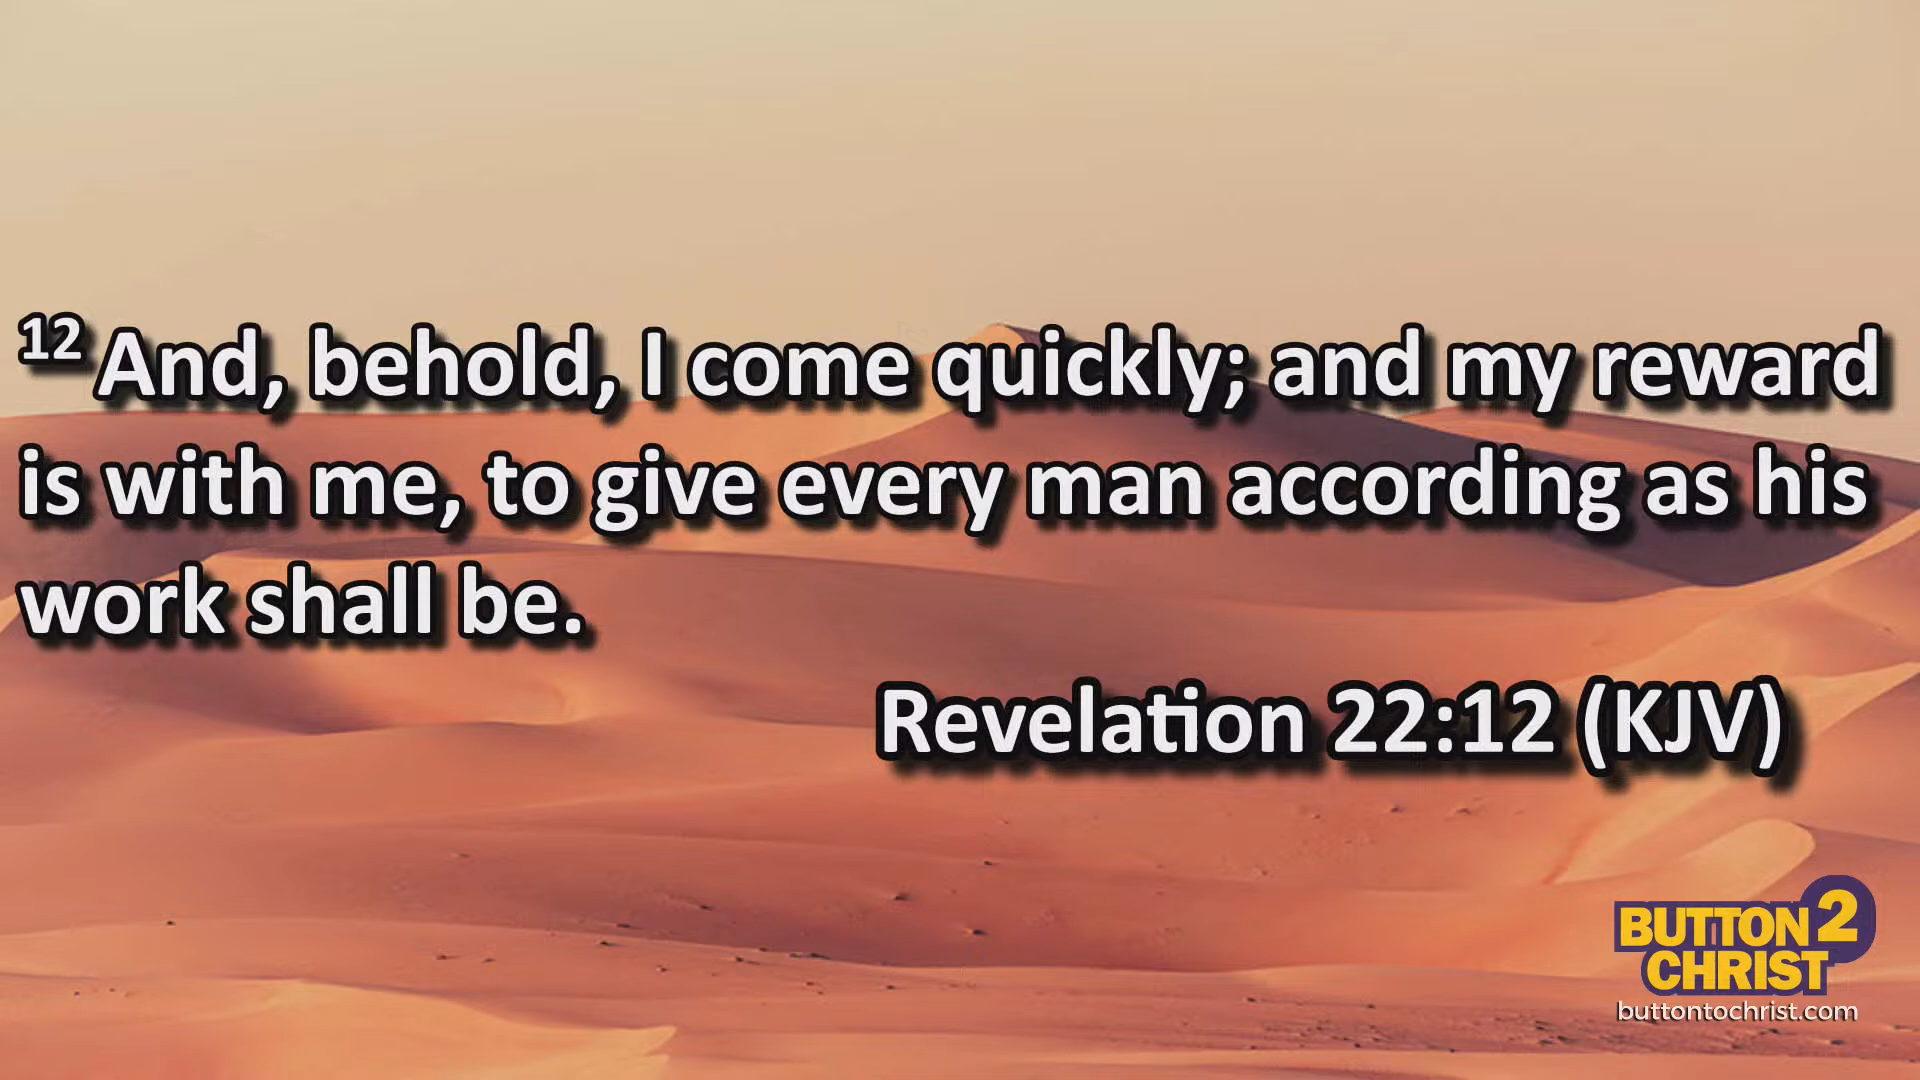 12 And, behold, I come quickly; and my reward
is with me, to give every man according as his
work shall be.
Revelation 22:12 (KJV)
BUTTON 2
CHRIST
buttontochrist.com